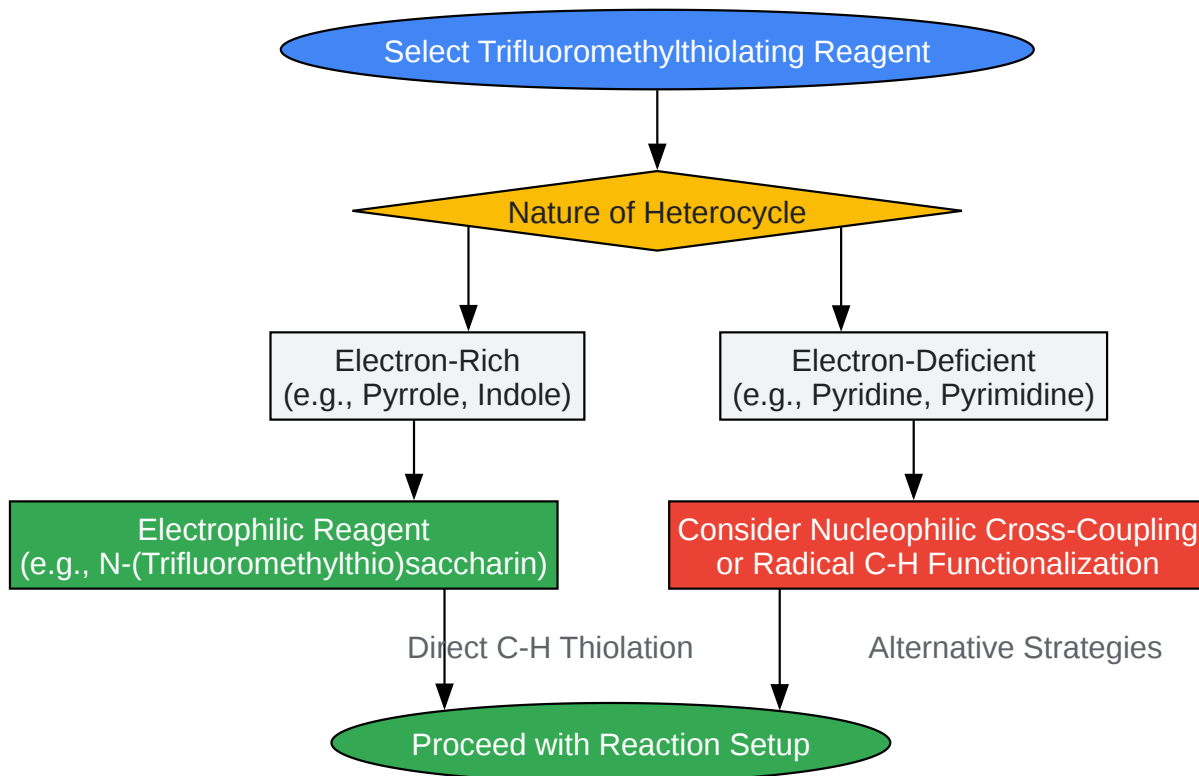 Select Trifluoromethylthiolating Reagent
Nature of Heterocycle
Electron-Rich
(e.g., Pyrrole, Indole)
Electron-Deficient
(e.g., Pyridine, Pyrimidine)
Electrophilic Reagent
(e.g., N-(Trifluoromethylthio)saccharin)
Consider Nucleophilic Cross-Coupling
or Radical C-H Functionalization
Direct C-H Thiolation
Alternative Strategies
Proceed with Reaction Setup